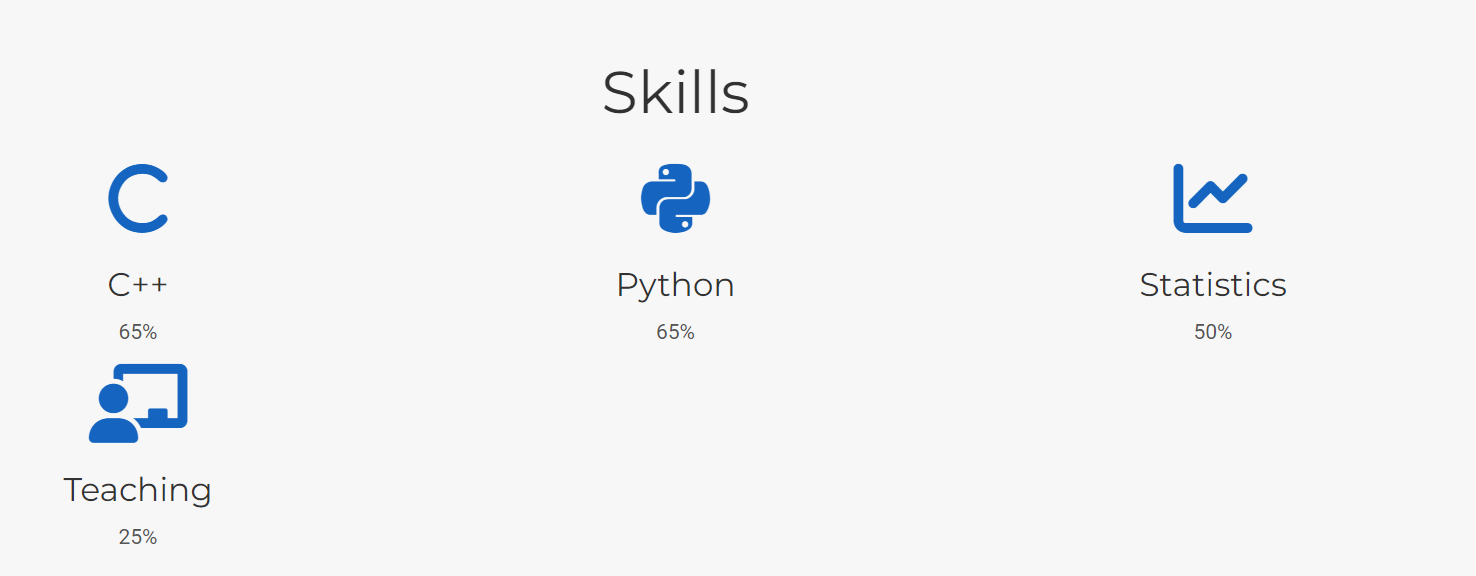 Skills
C++
65%
Python
65%
Statistics
50%
Teaching
25%